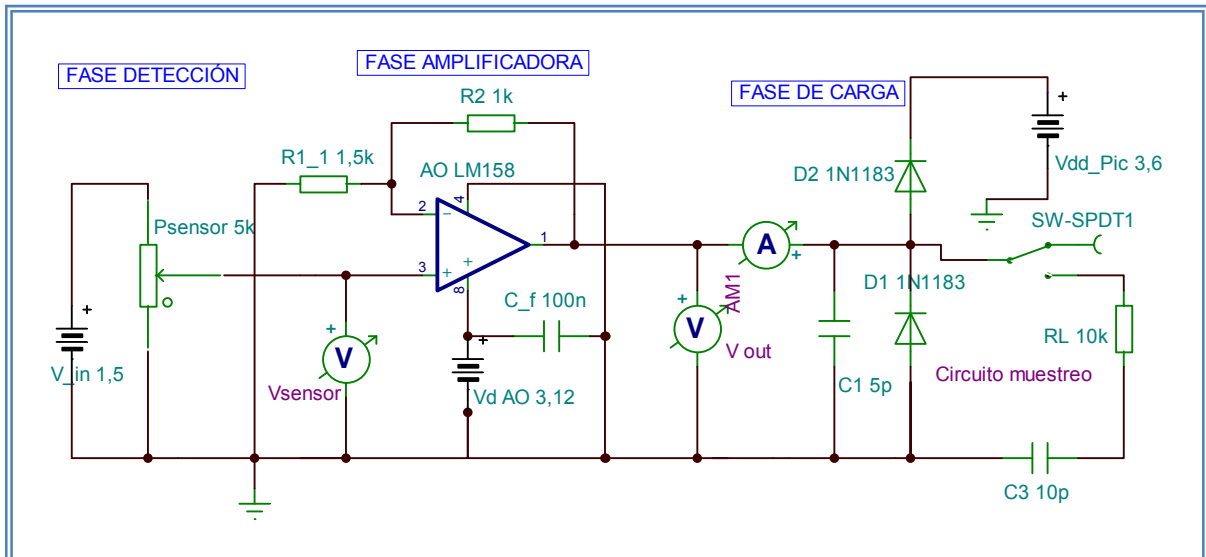 FASE DETECCIÓN
FASE AMPLIFICADORA
FASE DE CARGA
R2 1k
R1_1 1,5k
AO LM158
D2 1N1183
Vdd_Pic 3,6
+
+
Psensor 5k
2
4
1
3
8
−
+
+
A
+
AM1
SW-SPDT1
D1 1N1183
C_f 100n
+
V
Vsensor
+
V_in 1,5
+
Vd AO 3,12
+
V
V out
C1 5p
RL 10k
Circuito muestreo
C3 10p